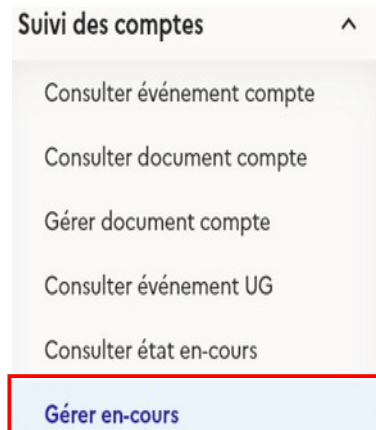 Suivi des comptes
Consulter événement compte
Consulter document compte
Gérer document compte
Consulter événement UG
Consulter état en-cours
Gérer en-cours